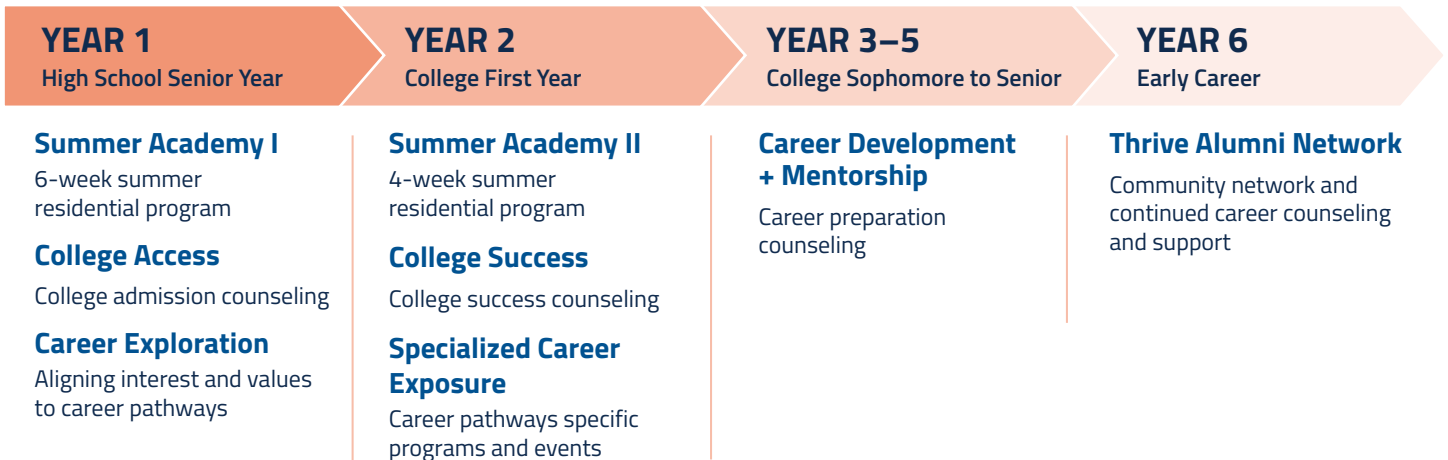 YEAR 1
High School Senior Year
YEAR 2
College First Year
YEAR 3–5
College Sophomore to Senior
YEAR 6
Early Career
Summer Academy I
6-week summer
residential program
College Access
College admission counseling
Career Exploration
Aligning interest and values
to career pathways
Summer Academy II
4-week summer
residential program
College Success
College success counseling
Specialized Career
Exposure
Career pathways specific
programs and events
Career Development
+ Mentorship
Career preparation
counseling
Thrive Alumni Network
Community network and
continued career counseling
and support